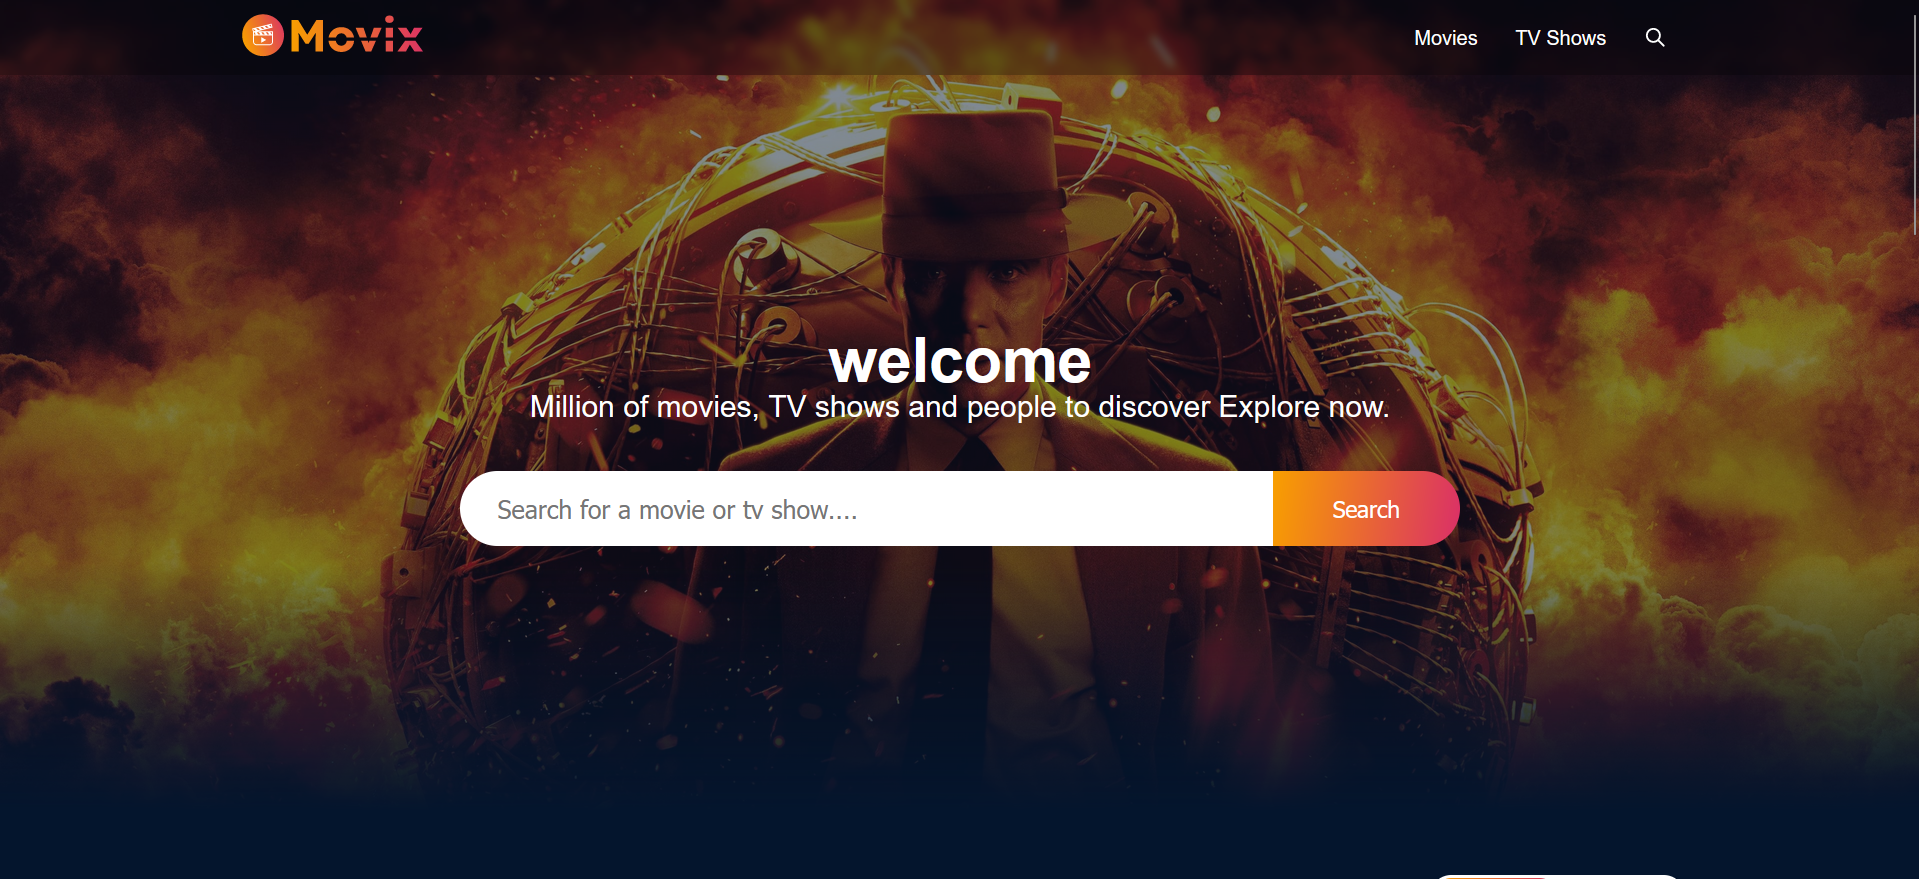 Movix
Movies
TV Shows
welcome
Million of movies, TV shows and people to discover Explore now.
Search for a movie or tv show....
Search